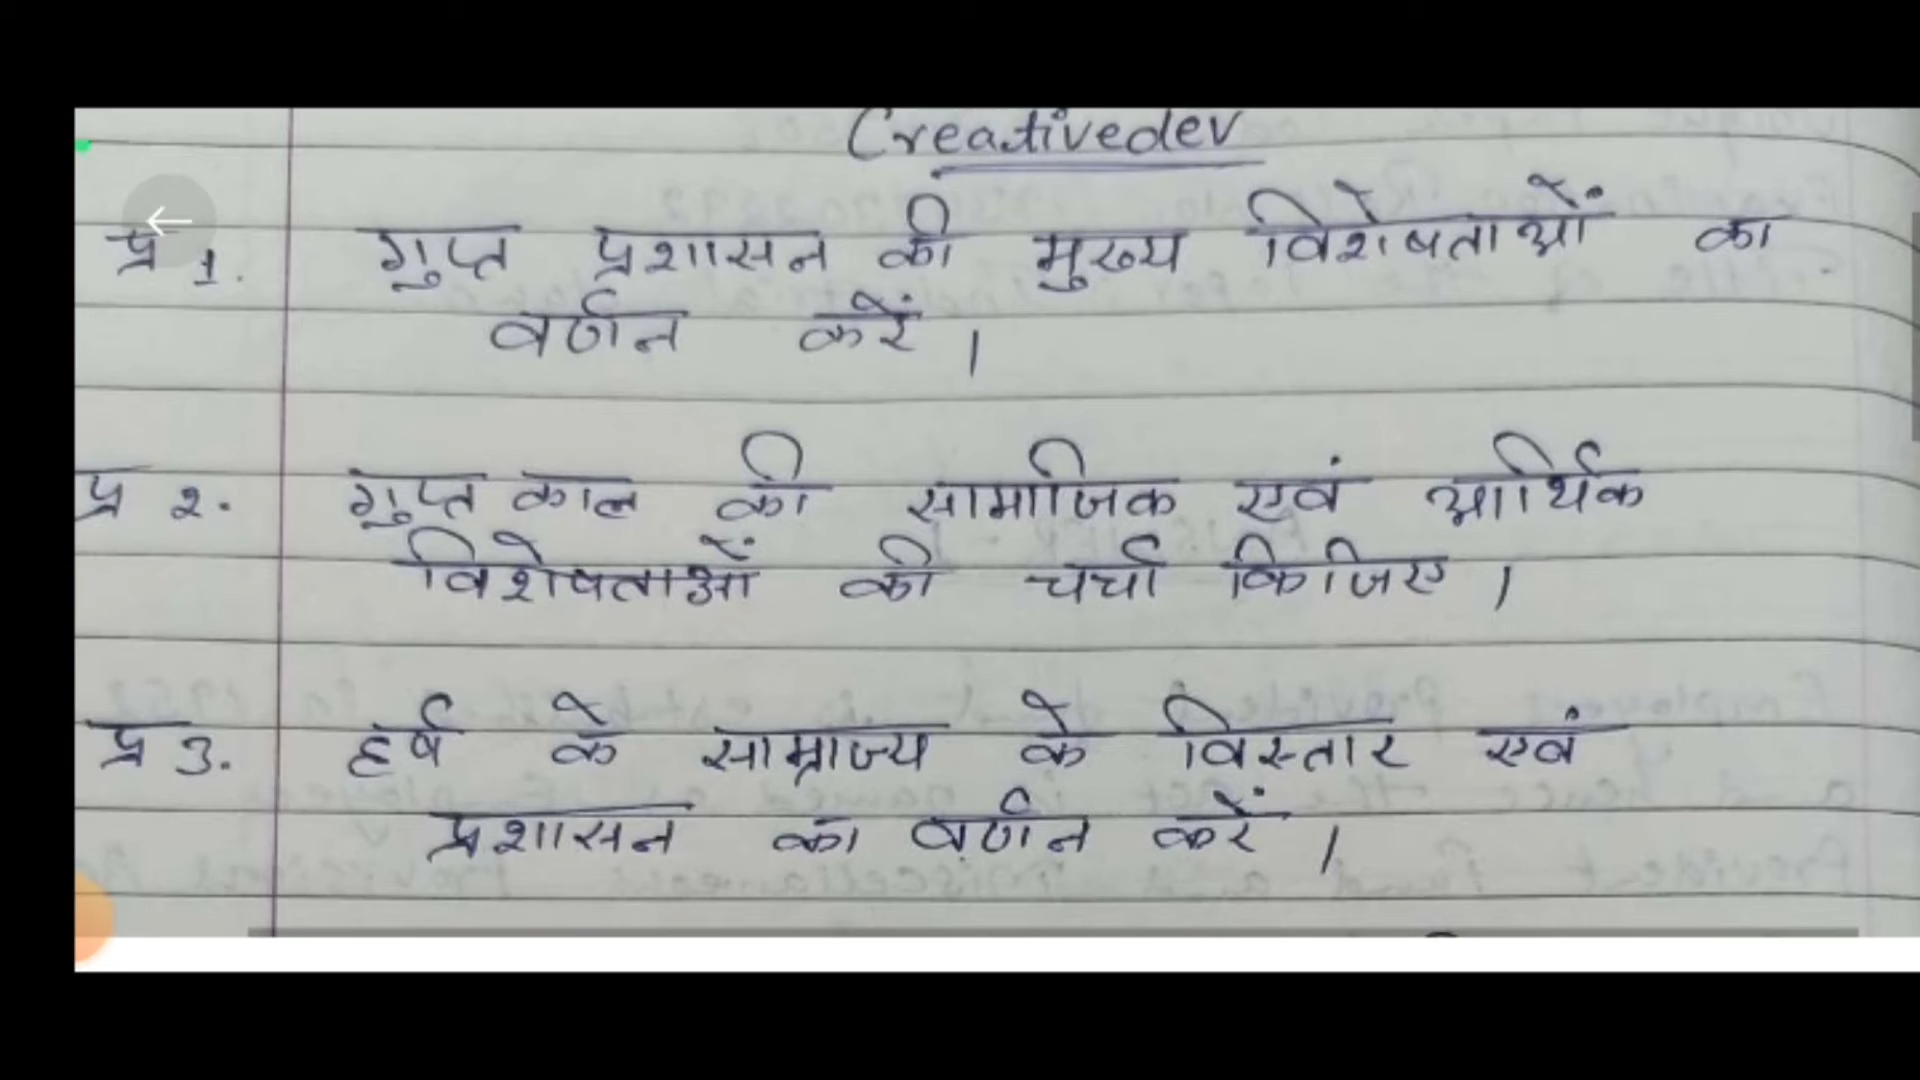 Creativedev
प्र 1. गुप्त प्रशासन की मुख्य विशेषताओं का
वर्णन करें।
प्र २. गुप्त काल की सामाजिक एवं आर्थिक
विशेषताओं की चर्चा किजिए।
प्र 3. हर्ष के साम्राज्य के विस्तार एवं
प्रशासन का वर्णन करें।